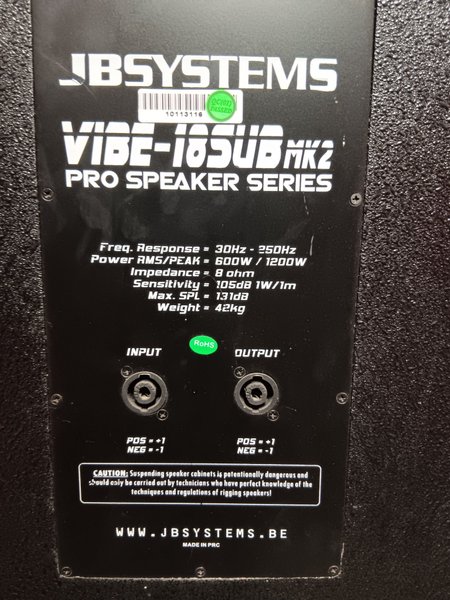 JBSYSTEMS
10113116
VIBE-18SUB MK2
PRO SPEAKER SERIES
Freq. Response = 30Hz - 250Hz
Power RMS/PEAK = 600W / 1200W
Impedance = 8 ohm
Sensitivity = 105dB 1W/1m
Max. SPL = 131dB
Weight = 42kg
RoHS
INPUT OUTPUT
POS = +1 POS = +1
NEG = -1 NEG = -1
CAUTION: Suspending speaker cabinets is potentionally dangerous and
should only be carried out by technicians who have perfect knowledge of the
techniques and regulations of rigging speakers!
WWW.JBSYSTEMS.BE
MADE IN PRC